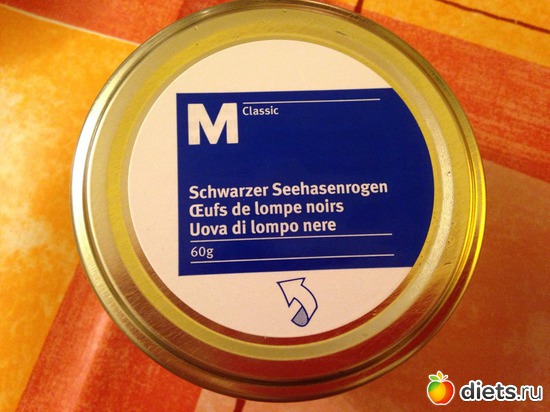 M Classic
Schwarzer Seehasenrogen
Œufs de lompe noirs
Uova di lompo nere
60g
diets.ru